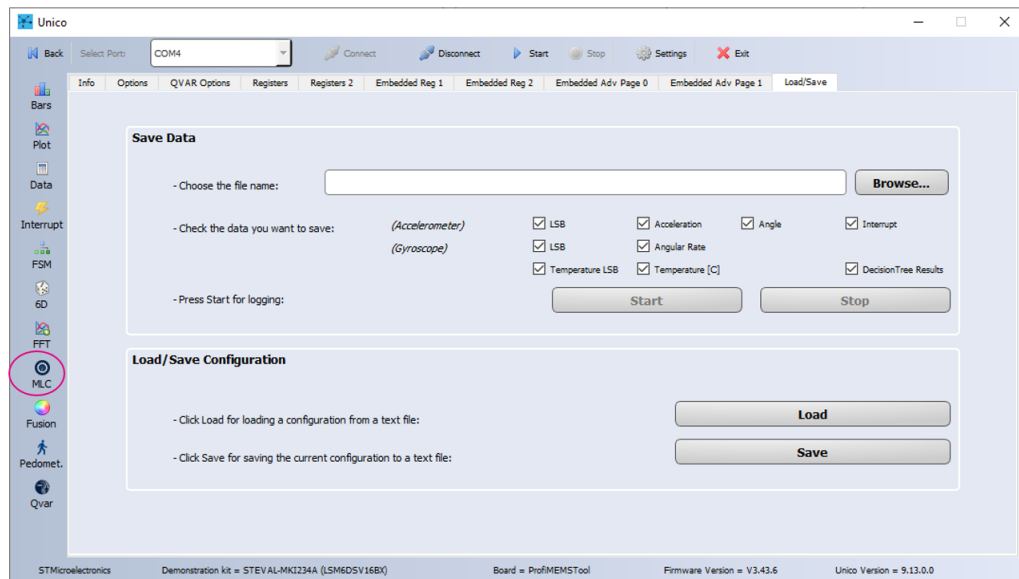 Unico
Back Select Port: COM4 Connect Disconnect Start Stop Settings Exit
Info Options QVAR Options Registers Registers 2 Embedded Reg 1 Embedded Reg 2 Embedded Adv Page 0 Embedded Adv Page 1 Load/Save
Bars
Plot
Data
Interrupt
FSM
6D
FFT
MLC
Fusion
Pedomet.
Qvar
Save Data
- Choose the file name: Browse...
- Check the data you want to save: (Accelerometer) LSB Acceleration Angle Interrupt
(Gyroscope) LSB Angular Rate
Temperature LSB Temperature [C] DecisionTree Results
- Press Start for logging: Start Stop
Load/Save Configuration
- Click Load for loading a configuration from a text file: Load
- Click Save for saving the current configuration to a text file: Save
STMicroelectronics Demonstration kit = STEVAL-MKI234A (LSM6DSV16BX) Board = ProfiMEMSTool Firmware Version = V3.43.6 Unico Version = 9.13.0.0